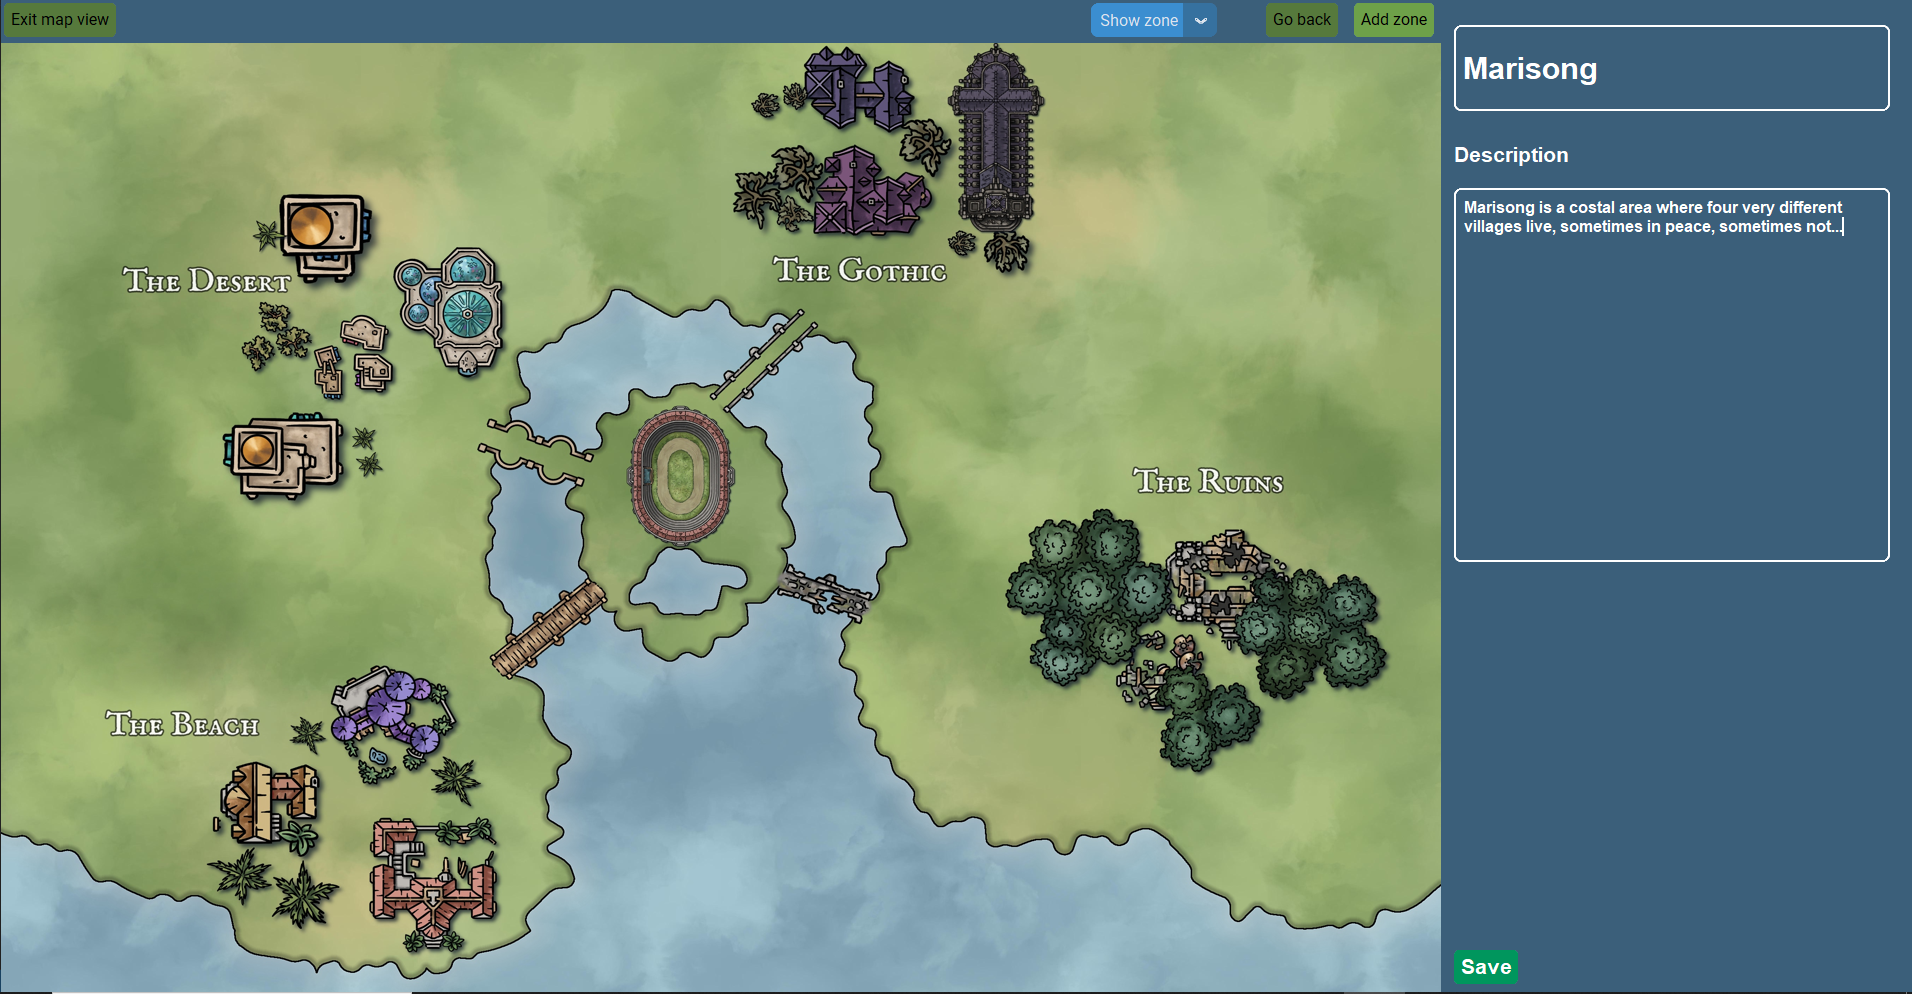 Exit map view
Show zone
Go back
Add zone
Marisong
Description
Marisong is a costal area where four very different
villages live, sometimes in peace, sometimes not...
The Gothic
The Desert
The Ruins
The Beach
Save